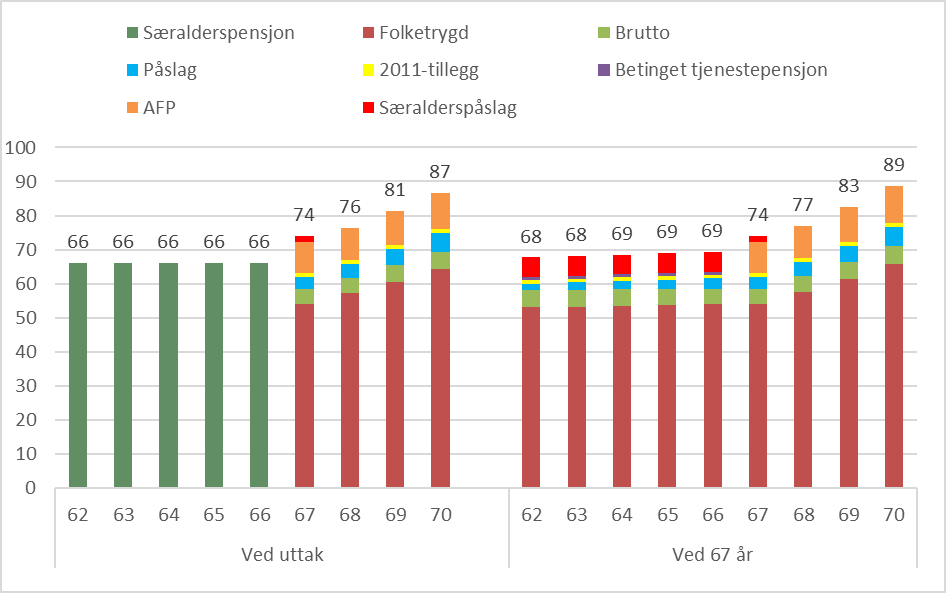 Særalderspensjon Folketrygd Brutto
Påslag 2011-tillegg Betinget tjenestepensjon
AFP Særalderspåslag
100
90
80
70
60
50
40
30
20
10
0
66 66 66 66 66 74 76 81 87 68 68 69 69 69 74 77 83 89
62 63 64 65 66 67 68 69 70 62 63 64 65 66 67 68 69 70
Ved uttak Ved 67 år